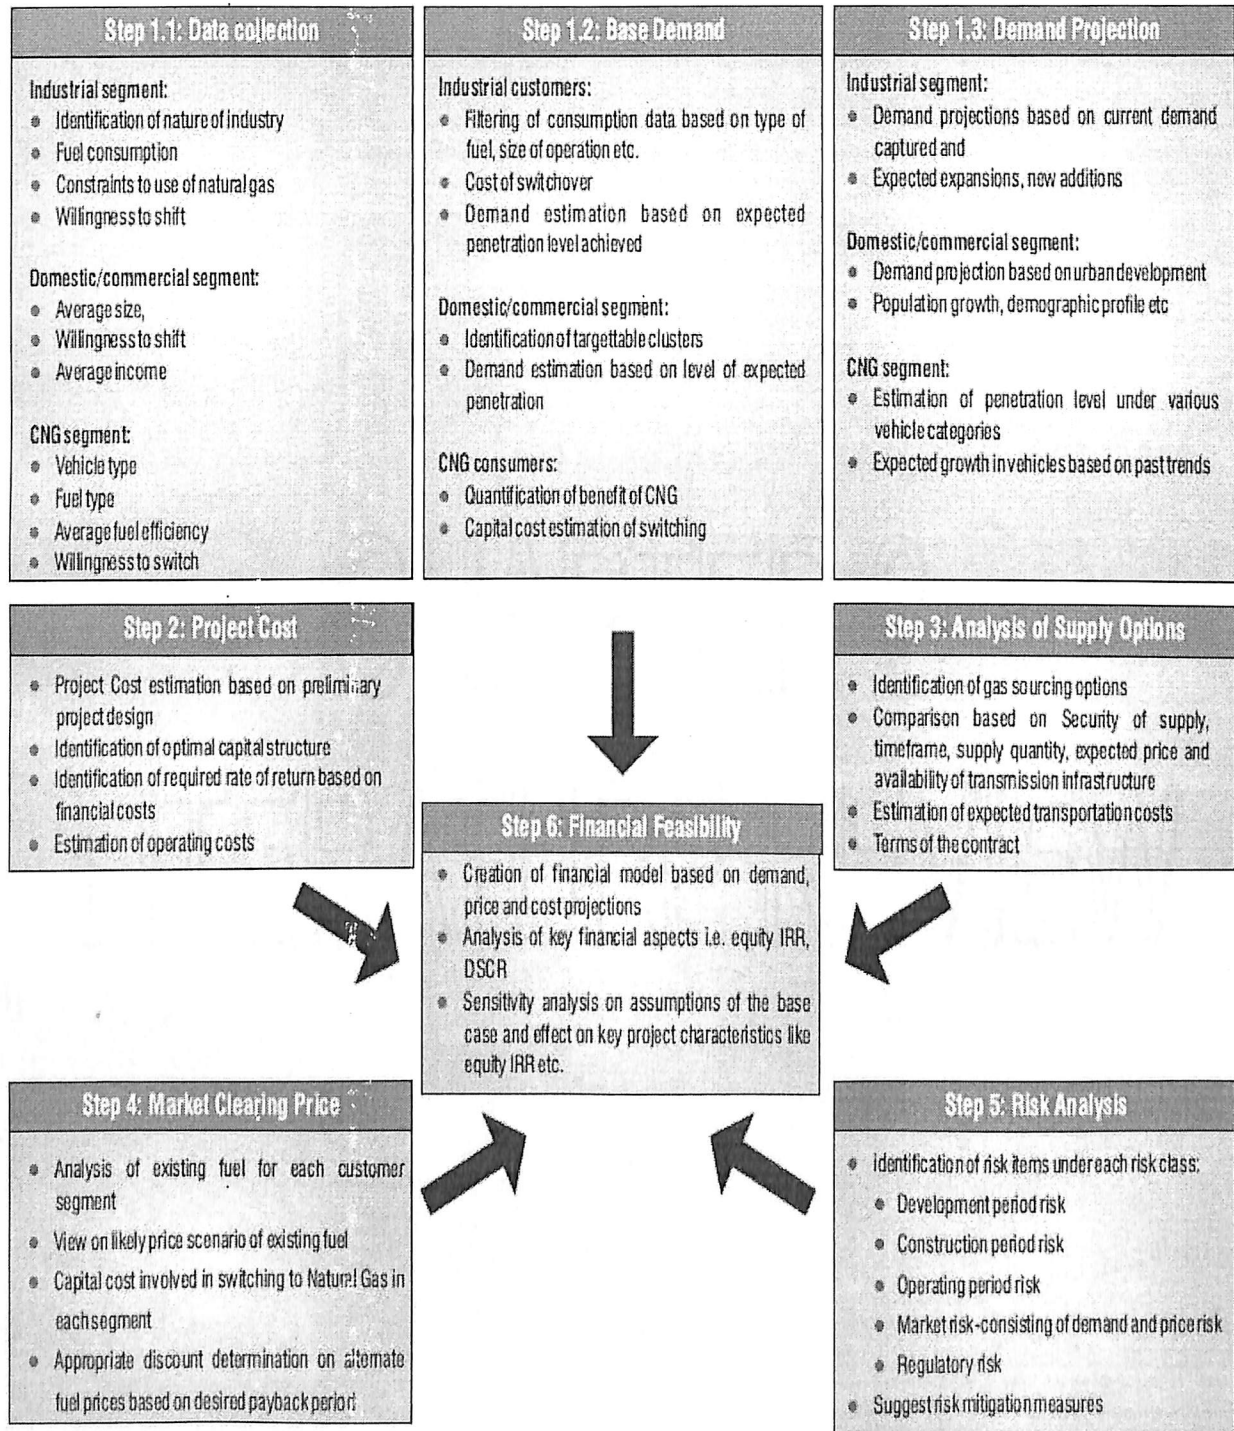 Step 1.1: Data collection
Industrial segment:
Identification of nature of industry
Fuel consumption
Constraints to use of natural gas
Willingness to shift
Domestic/commercial segment:
Average size,
Willingness to shift
Average income
CNG segment:
Vehicle type
Fuel type
Average fuel efficiency
Willingness to switch
Step 1.2: Base Demand
Industrial customers:
Filtering of consumption data based on type of
fuel, size of operation etc.
Cost of switchover
Demand estimation based on expected
penetration level achieved
Domestic/commercial segment:
Identification of targettable clusters
Demand estimation based on level of expected
penetration
CNG consumers:
Quantification of benefit of CNG
Capital cost estimation of switching
Step 1.3: Demand Projection
Industrial segment:
Demand projections based on current demand
captured and
Expected expansions, new additions
Domestic/commercial segment:
Demand projection based on urban development
Population growth, demographic profile etc
CNG segment:
Estimation of penetration level under various
vehicle categories
Expected growth in vehicles based on past trends
Step 2: Project Cost
Project Cost estimation based on preliminary
project design
Identification of optimal capital structure
Identification of required rate of return based on
financial costs
Estimation of operating costs
Step 3: Analysis of Supply Options
Identification of gas sourcing options
Comparison based on Security of supply,
timeframe, supply quantity, expected price and
availability of transmission infrastructure
Estimation of expected transportation costs
Terms of the contract
Step 6: Financial Feasibility
Creation of financial model based on demand,
price and cost projections
Analysis of key financial aspects i.e. equity IRR,
DSCR
Sensitivity analysis on assumptions of the base
case and effect on key project characteristics like
equity IRR etc.
Step 4: Market Clearing Price
Analysis of existing fuel for each customer
segment
View on likely price scenario of existing fuel
Capital cost involved in switching to Natural Gas in
each segment
Appropriate discount determination on alternate
fuel prices based on desired payback period
Step 5: Risk Analysis
Identification of risk items under each risk class:
Development period risk
Construction period risk
Operating period risk
Market risk-consisting of demand and price risk
Regulatory risk
Suggest risk mitigation measures